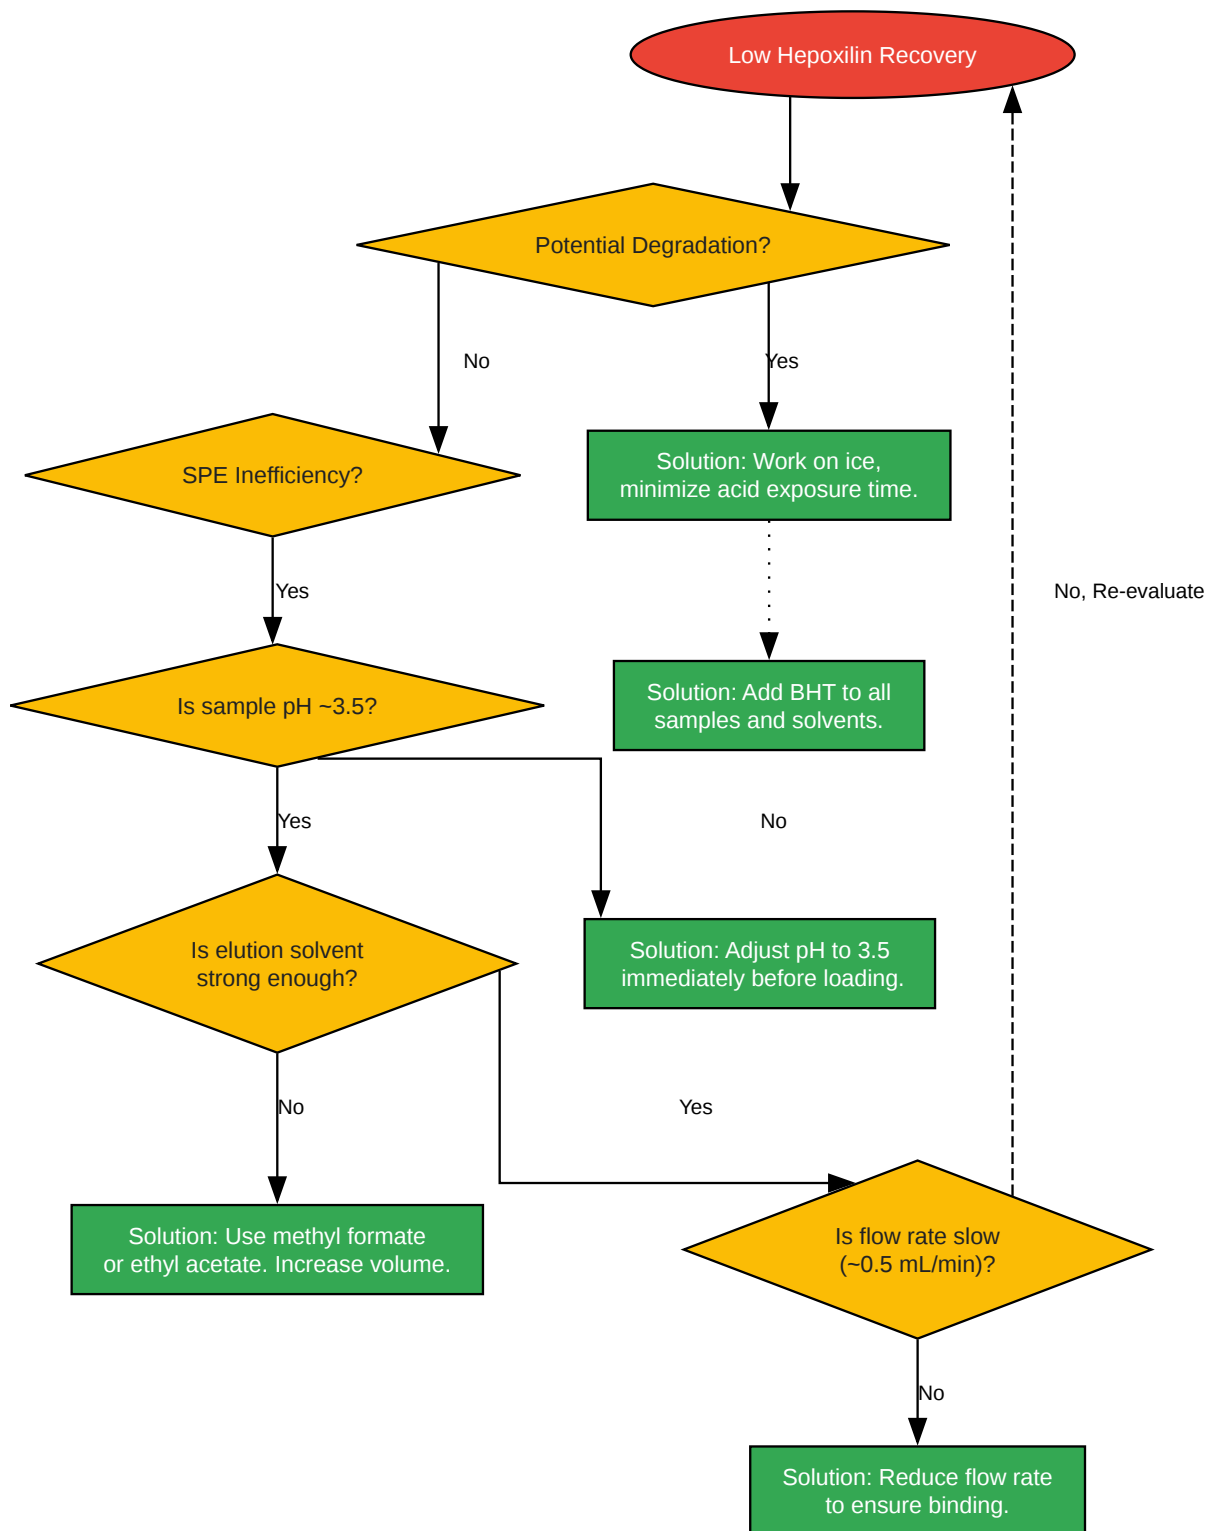 Low Hepoxilin Recovery
Potential Degradation?
No
Yes
SPE Inefficiency?
Solution: Work on ice,
minimize acid exposure time.
Yes
No, Re-evaluate
Is sample pH ~3.5?
Solution: Add BHT to all
samples and solvents.
Yes
No
Is elution solvent
strong enough?
Solution: Adjust pH to 3.5
immediately before loading.
No
Yes
Solution: Use methyl formate
or ethyl acetate. Increase volume.
Is flow rate slow
(~0.5 mL/min)?
No
Solution: Reduce flow rate
to ensure binding.